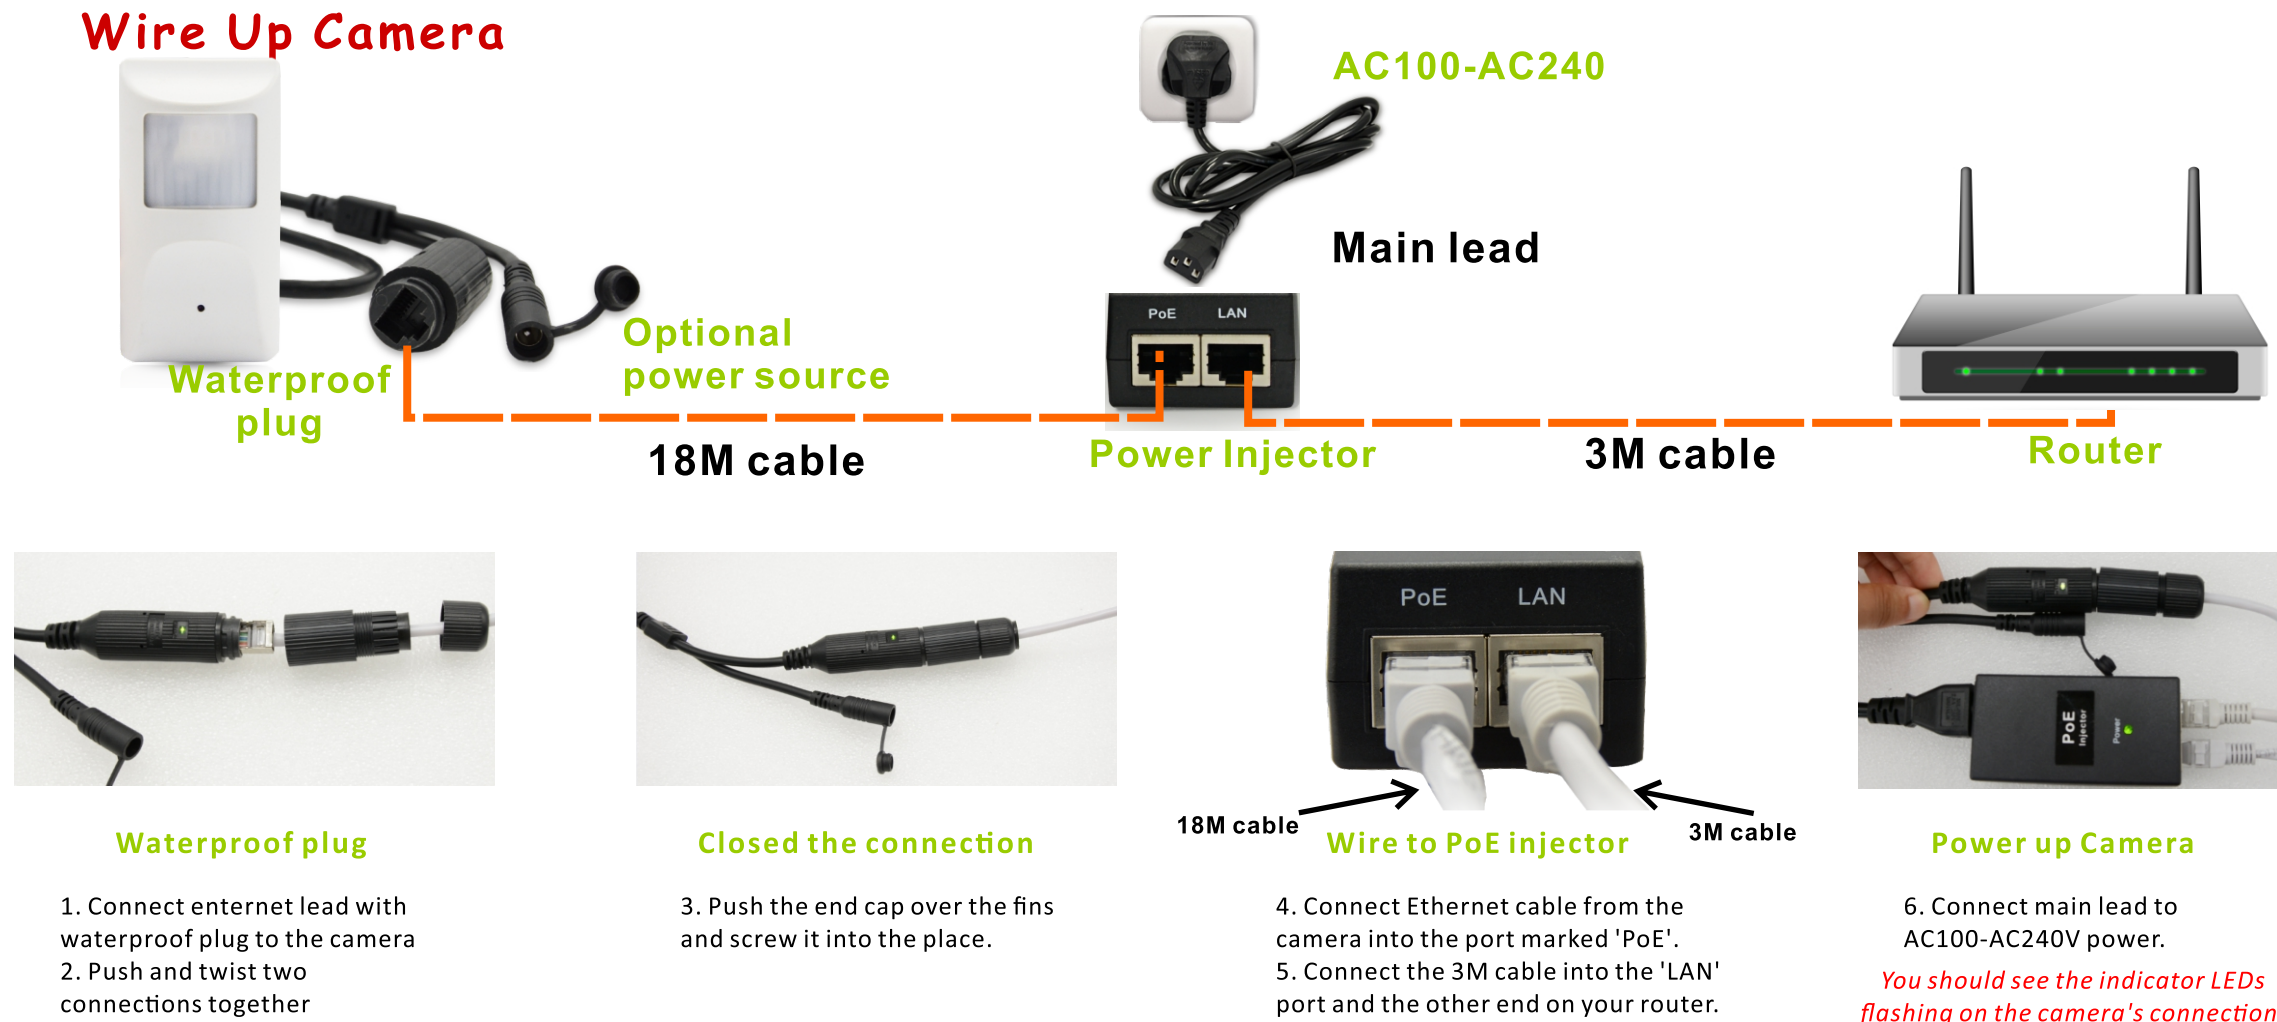 Wire Up Camera
AC100-AC240
Main lead
PoE LAN
Optional
power source
Waterproof
plug
18M cable
Power Injector
3M cable
Router
PoE LAN
PoE
Injector
Power
18M cable
3M cable
Waterproof plug
1. Connect enternet lead with
waterproof plug to the camera
2. Push and twist two
connections together
Closed the connection
3. Push the end cap over the fins
and screw it into the place.
Wire to PoE injector
4. Connect Ethernet cable from the
camera into the port marked 'PoE'.
5. Connect the 3M cable into the 'LAN'
port and the other end on your router.
Power up Camera
6. Connect main lead to
AC100-AC240V power.
You should see the indicator LEDs
flashing on the camera's connection